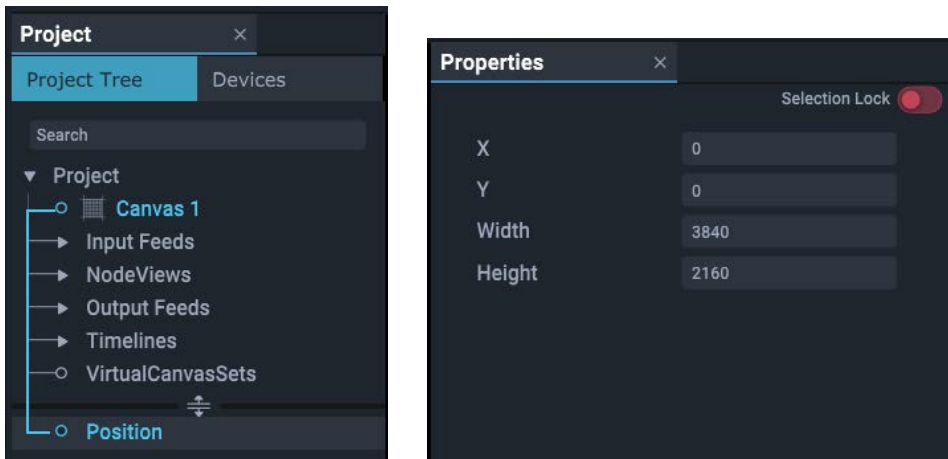 Project
Project Tree Devices
Search
Project
Canvas 1
Input Feeds
NodeViews
Output Feeds
Timelines
VirtualCanvasSets
Position
Properties
Selection Lock
X 0
Y 0
Width 3840
Height 2160